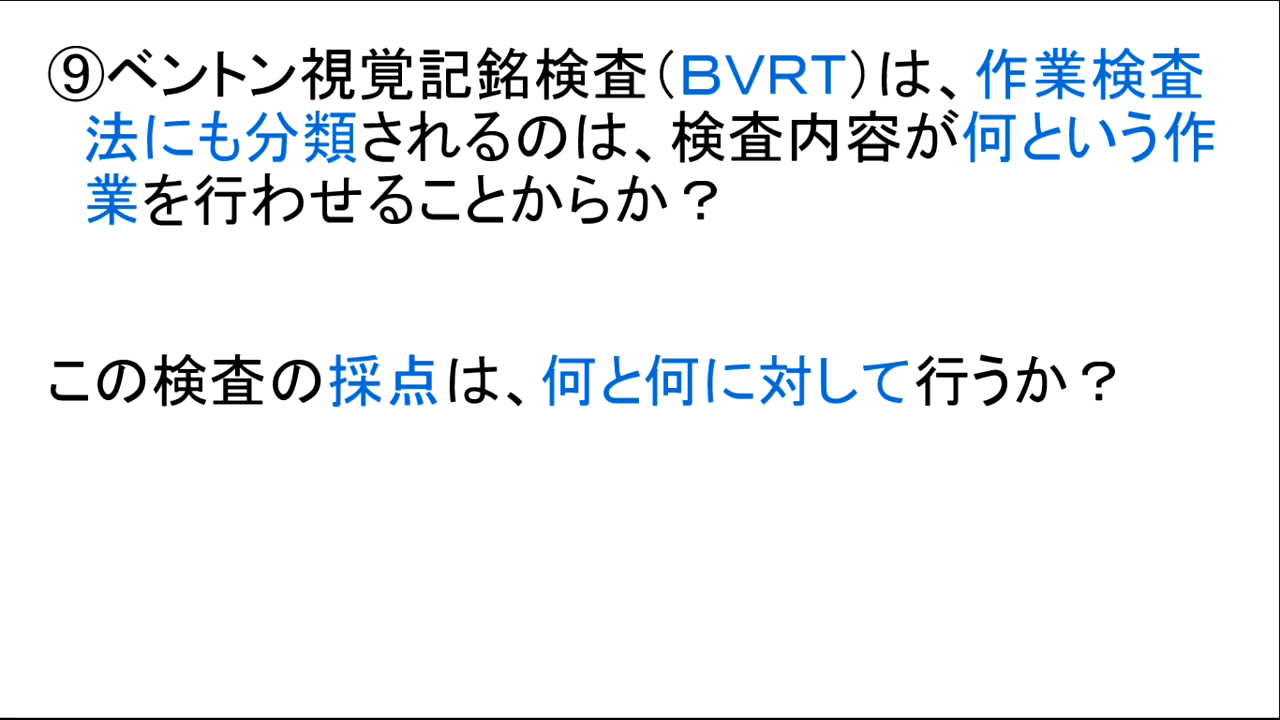 ⑨ベントン視覚記銘検査(BVRT)は、作業検査
法にも分類されるのは、検査内容が何という作
業を行わせることからか？
この検査の採点は、何と何に対して行うか？